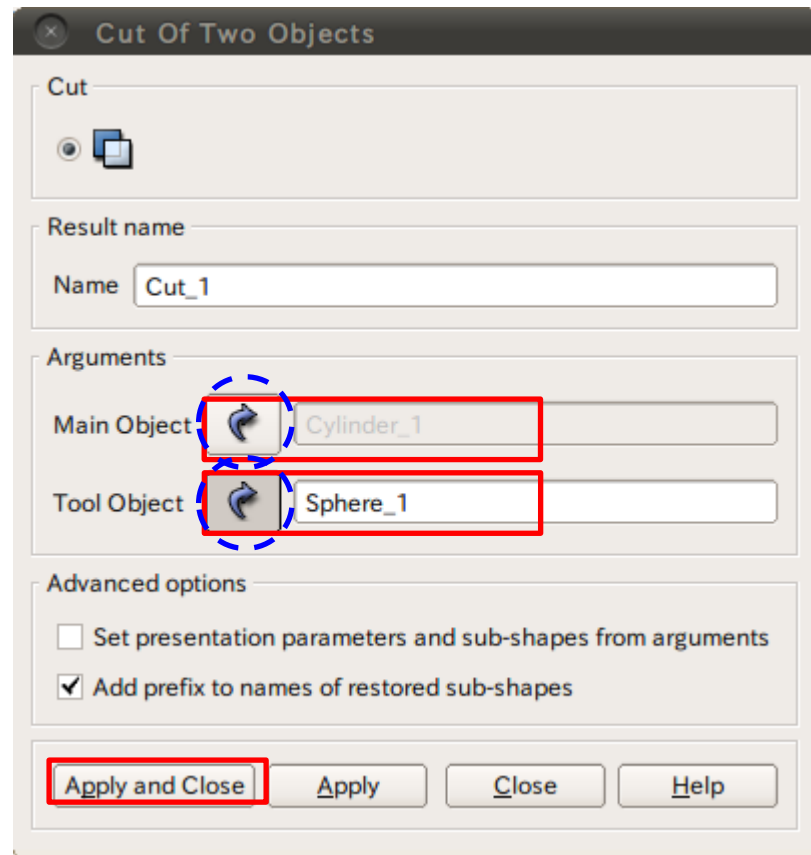 Cut Of Two Objects
Cut
Result name
Name Cut_1
Arguments
Main Object Cylinder_1
Tool Object Sphere_1
Advanced options
Set presentation parameters and sub-shapes from arguments
Add prefix to names of restored sub-shapes
Apply and Close Apply Close Help